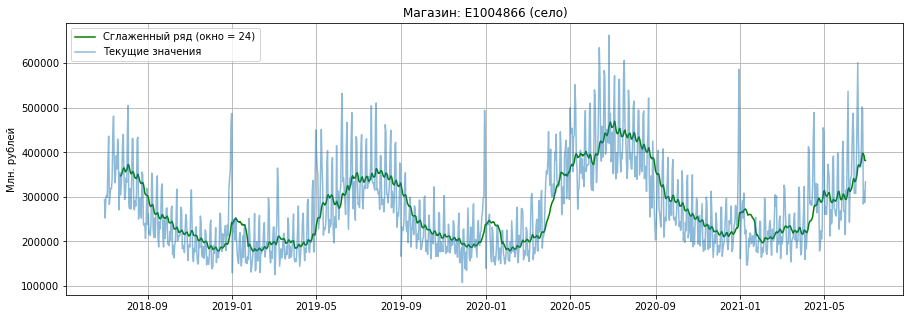 Магазин: E1004866 (село)
Сглаженный ряд (окно = 24)
Текущие значения
Млн. рублей
600000
500000
400000
300000
200000
100000
2018-09 2019-01 2019-05 2019-09 2020-01 2020-05 2020-09 2021-01 2021-05